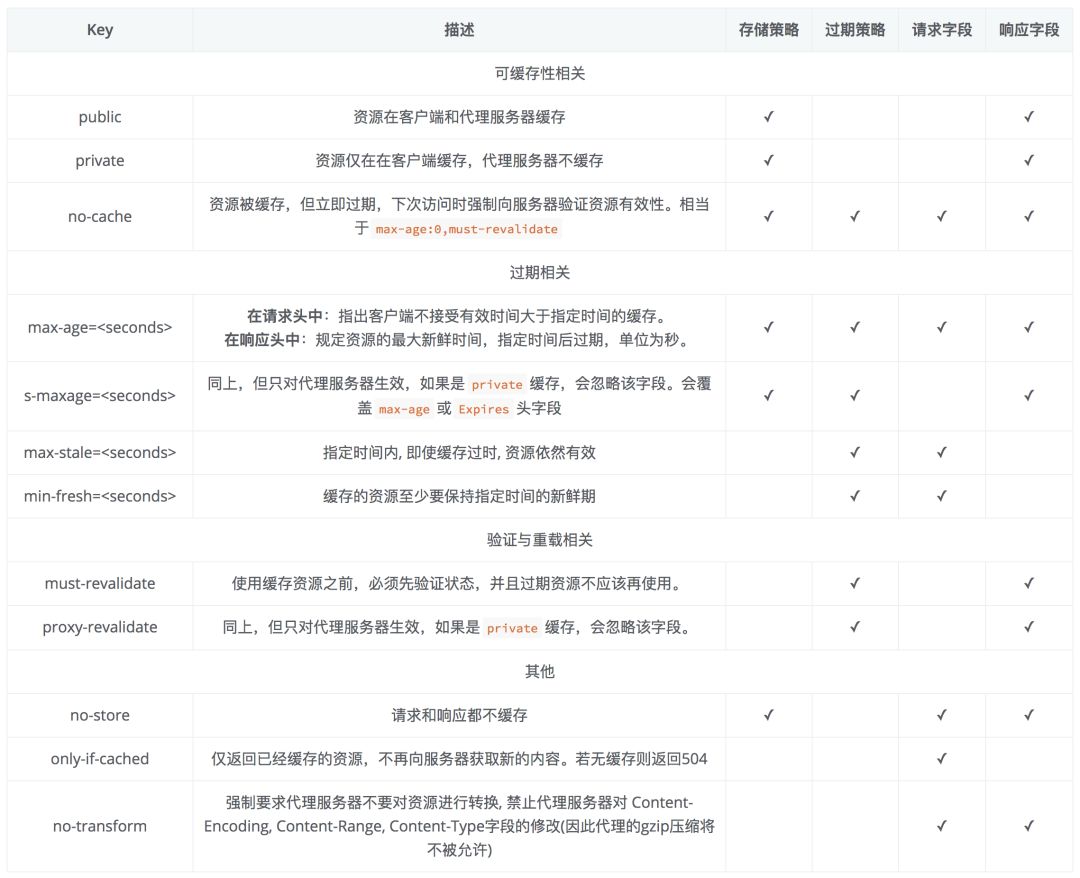 Key 描述 存储策略 过期策略 请求字段 响应字段
可缓存性相关
public 资源在客户端和代理服务器缓存 ✓ ✓
private 资源仅在在客户端缓存，代理服务器不缓存 ✓ ✓
no-cache 资源被缓存，但立即过期，下次访问时强制向服务器验证资源有效性。相当
于 max-age:0,must-revalidate ✓ ✓ ✓ ✓
过期相关
max-age=<seconds> 在请求头中：指出客户端不接受有效时间大于指定时间的缓存。
在响应头中：规定资源的最大新鲜时间，指定时间后过期，单位为秒。 ✓ ✓ ✓ ✓
s-maxage=<seconds> 同上，但只对代理服务器生效，如果是 private 缓存，会忽略该字段。会覆
盖 max-age 或 Expires 头字段 ✓ ✓ ✓
max-stale=<seconds> 指定时间内, 即使缓存过时, 资源依然有效 ✓ ✓
min-fresh=<seconds> 缓存的资源至少要保持指定时间的新鲜期 ✓ ✓
验证与重载相关
must-revalidate 使用缓存资源之前，必须先验证状态，并且过期资源不应该再使用。 ✓ ✓
proxy-revalidate 同上，但只对代理服务器生效，如果是 private 缓存，会忽略该字段。 ✓ ✓
其他
no-store 请求和响应都不缓存 ✓ ✓ ✓
only-if-cached 仅返回已经缓存的资源，不再向服务器获取新的内容。若无缓存则返回504 ✓
no-transform 强制要求代理服务器不要对资源进行转换, 禁止代理服务器对 Content-
Encoding, Content-Range, Content-Type字段的修改(因此代理的gzip压缩将
不被允许) ✓ ✓